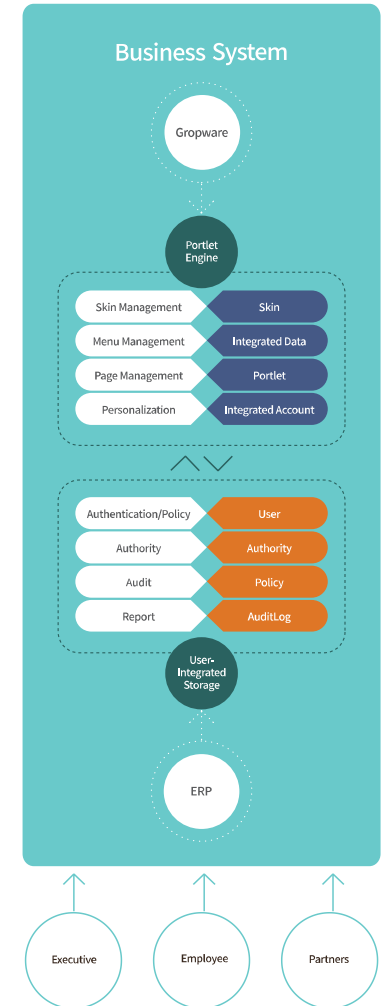 Business System
Gropware
Portlet
Engine
Skin Management
Skin
Menu Management
Integrated Data
Page Management
Portlet
Personalization
Integrated Account
Authentication/Policy
User
Authority
Authority
Audit
Policy
Report
AuditLog
User-
Integrated
Storage
ERP
Executive
Employee
Partners